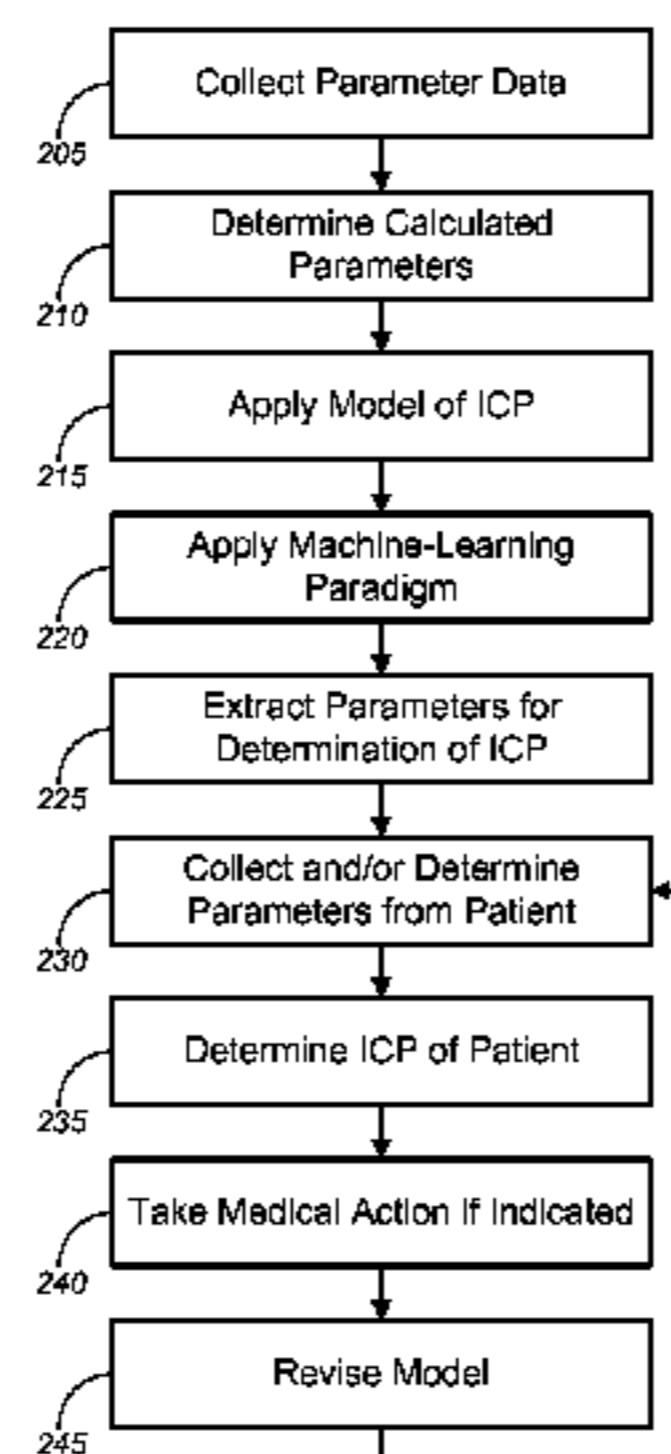 Collect Parameter Data
205
Determine Calculated
Parameters
210
Apply Model of ICP
215
Apply Machine-Learning
Paradigm
220
Extract Parameters for
Determination of ICP
225
Collect and/or Determine
Parameters from Patient
230
Determine ICP of Patient
235
Take Medical Action if Indicated
240
Revise Model
245